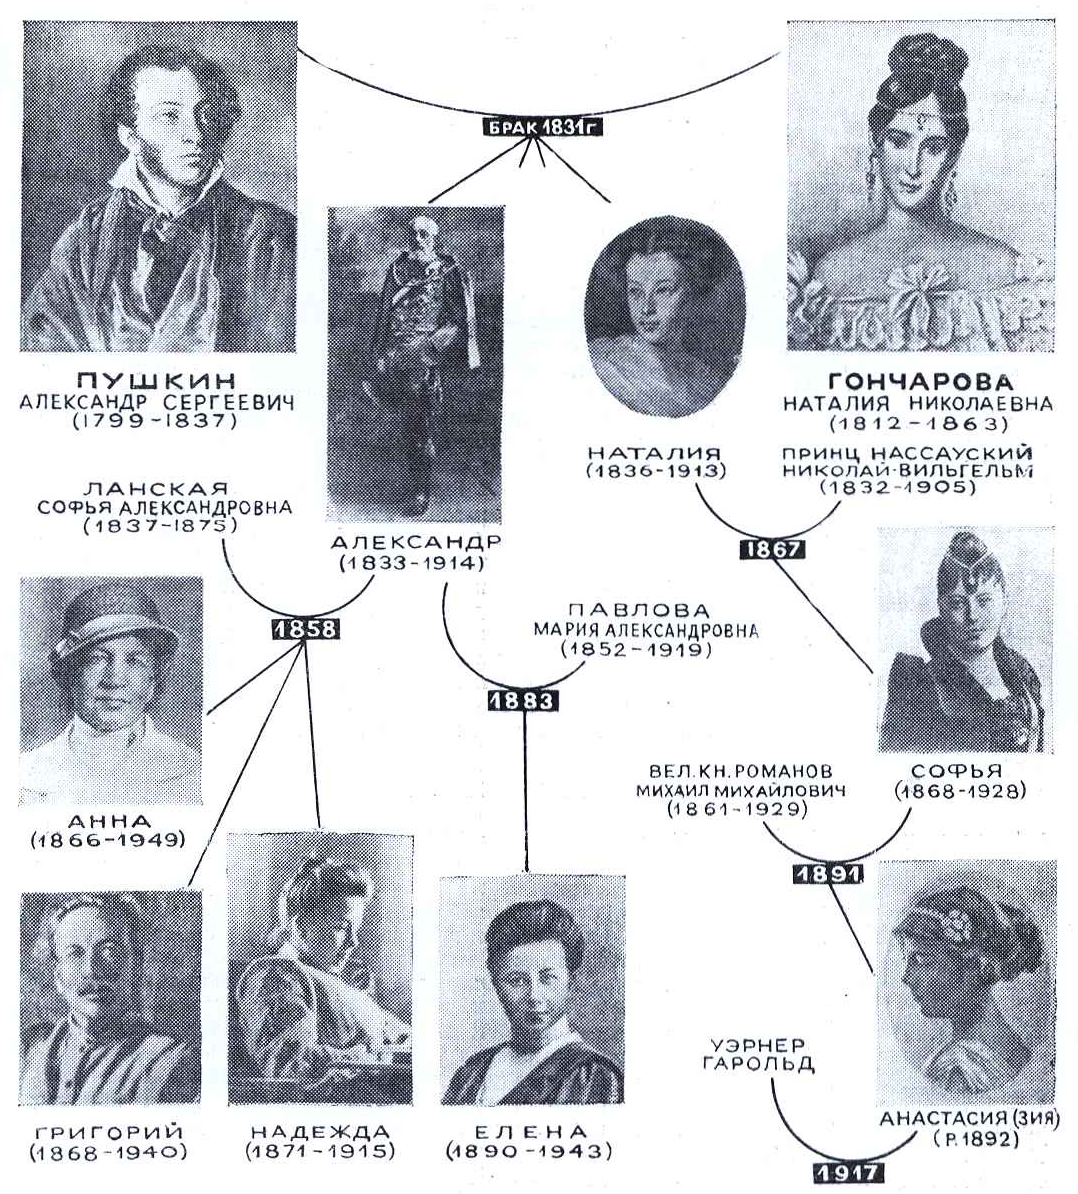 БРАК 1831г
ПУШКИН
АЛЕКСАНДР СЕРГЕЕВИЧ
(1799-1837)
ГОНЧАРОВА
НАТАЛИЯ НИКОЛАЕВНА
(1812-1863)
НАТАЛИЯ
(1836-1913)
ПРИНЦ НАССАУСКИЙ
НИКОЛАЙ-ВИЛЬГЕЛЬМ
(1832-1905)
ЛАНСКАЯ
СОФЬЯ АЛЕКСАНДРОВНА
(1837-1875)
АЛЕКСАНДР
(1833-1914)
1867
1858
ПАВЛОВА
МАРИЯ АЛЕКСАНДРОВНА
(1852-1919)
1883
ВЕЛ.КН.РОМАНОВ
МИХАИЛ МИХАЙЛОВИЧ
(1861-1929)
СОФЬЯ
(1868-1928)
АННА
(1866-1949)
1891
УЭРНЕР
ГАРОЛЬД
АНАСТАСИЯ (ЗИЯ)
(Р.1892)
ГРИГОРИЙ
(1868-1940)
НАДЕЖДА
(1871-1915)
ЕЛЕНА
(1890-1943)
1917